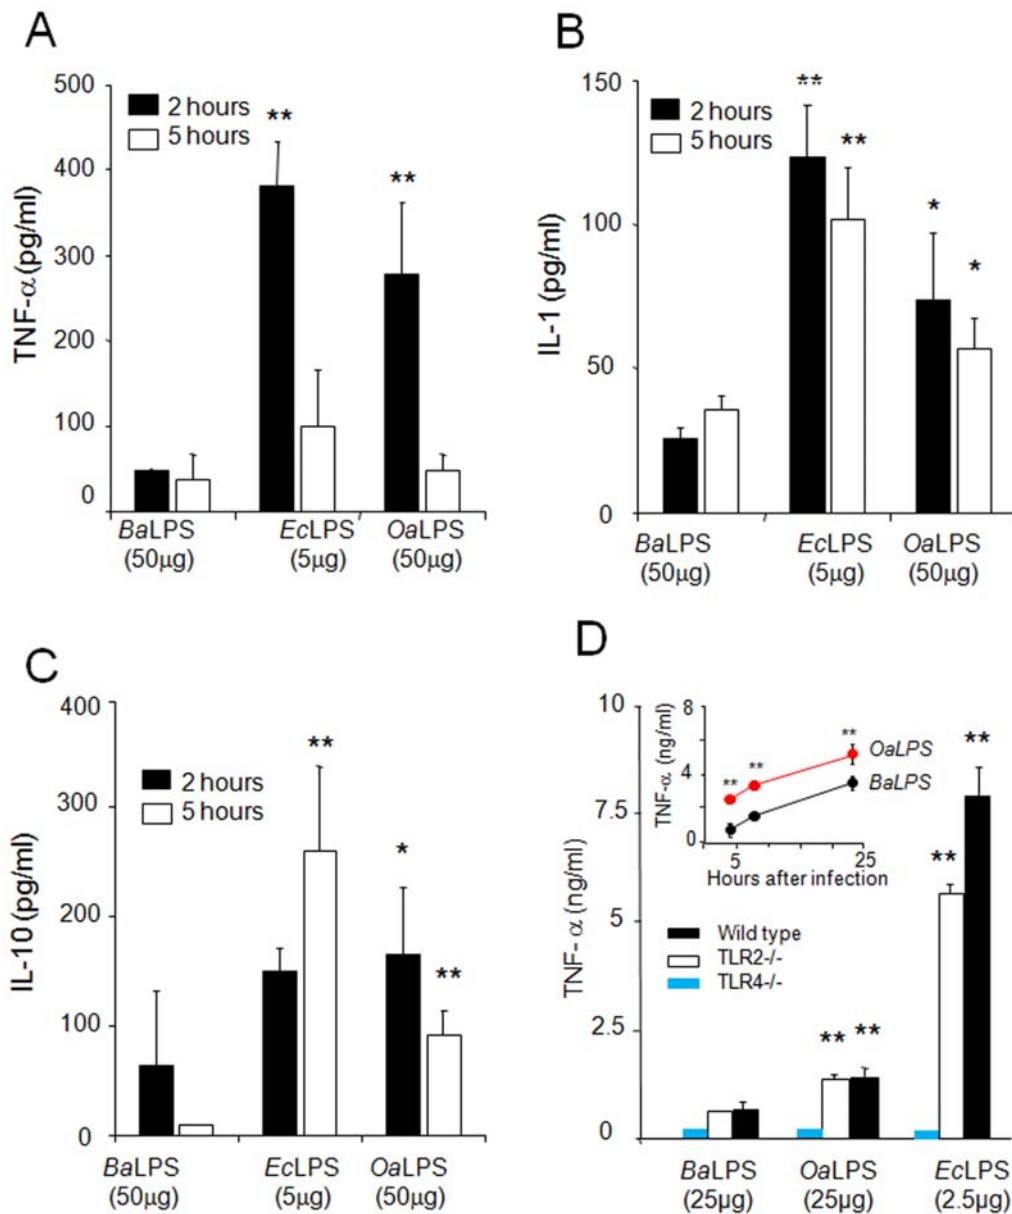 A
500
400
300
200
100
0
TNF-α (pg/ml)
2 hours
5 hours
**
**
BaLPS
(50µg)
EcLPS
(5µg)
OaLPS
(50µg)
B
150
100
50
0
IL-1 (pg/ml)
2 hours
5 hours
**
**
*
*
BaLPS
(50µg)
EcLPS
(5µg)
OaLPS
(50µg)
C
400
300
200
100
0
IL-10 (pg/ml)
2 hours
5 hours
**
*
**
BaLPS
(50µg)
EcLPS
(5µg)
OaLPS
(50µg)
D
10
7.5
5
2.5
0
TNF- α (ng/ml)
8
4
0
TNF-α (ng/ml)
**
**
**
OaLPS
BaLPS
5
25
Hours after infection
Wild type
TLR2-/-
TLR4-/-
**
**
**
**
BaLPS
(25µg)
OaLPS
(25µg)
EcLPS
(2.5µg)